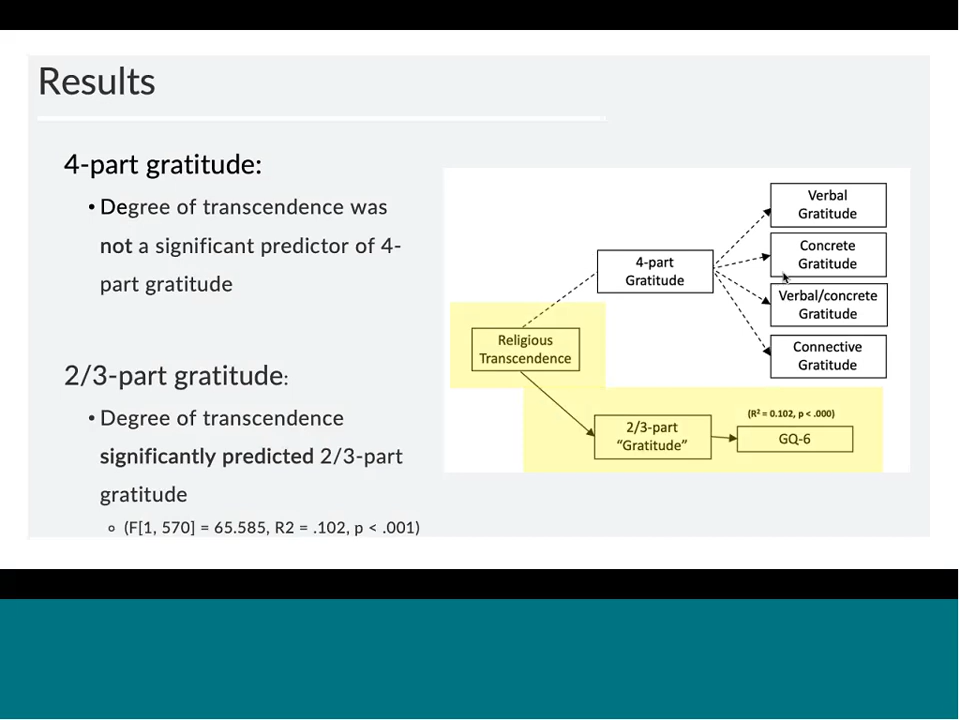 Results
4-part gratitude:
• Degree of transcendence was
not a significant predictor of 4-
part gratitude
2/3-part gratitude:
• Degree of transcendence
significantly predicted 2/3-part
gratitude
○ (F[1, 570] = 65.585, R2 = .102, p < .001)
Verbal
Gratitude
Concrete
Gratitude
4-part
Gratitude
Verbal/concrete
Gratitude
Religious
Transcendence
Connective
Gratitude
2/3-part
"Gratitude"
(R² = 0.102, p < .000)
GQ-6